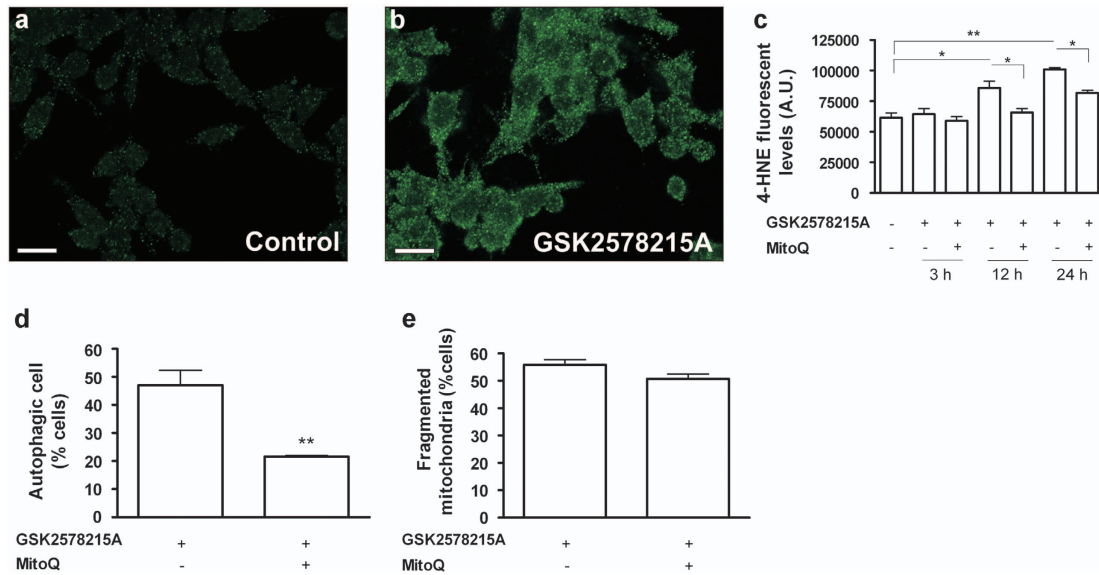 a
Control
b
GSK2578215A
c
4-HNE fluorescent
levels (A.U.)
125000
100000
75000
50000
25000
0
**
*
*
*
GSK2578215A - + + + + + +
MitoQ - - + - + - +
3 h 12 h 24 h
d
Autophagic cell
(% cells)
60
50
40
30
20
10
0
**
GSK2578215A + +
MitoQ - +
e
Fragmented
mitochondria (%cells)
60
50
40
30
20
10
0
GSK2578215A + +
MitoQ - +